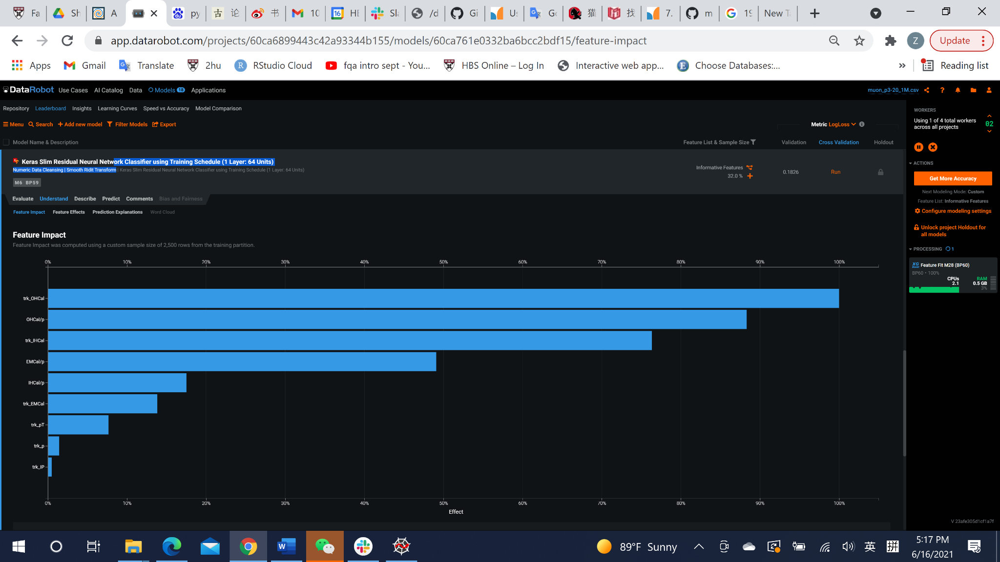 Fa
Sh
A
py
古 论
书
10
16 HE
Sla
/d
Gi
Us
Go
猫
找
7.
m
19
New Ta
app.datarobot.com/projects/60ca6899443c42a93344b155/models/60ca761e0332ba6bcc2bdf15/feature-impact
Z
Update
Apps
Gmail
Translate
2hu
R RStudio Cloud
fqa intro sept - You...
HBS Online – Log In
Interactive web app...
Choose Databases:...
»
Reading list
DataRobot Use Cases AI Catalog Data Models 18 Applications
muon_p3-20_1M.csv
Repository Leaderboard Insights Learning Curves Speed vs Accuracy Model Comparison
Menu Search + Add new model Filter Models Export
Metric LogLoss
Model Name & Description
Feature List & Sample Size Validation Cross Validation Holdout
Keras Slim Residual Neural Network Classifier using Training Schedule (1 Layer: 64 Units)
Numeric Data Cleansing | Smooth Ridit Transform | Keras Slim Residual Neural Network Classifier using Training Schedule (1 Layer: 64 Units)
M6 BP59
Informative Features
32.0 % +
0.1826
Run
Evaluate Understand Describe Predict Comments Bias and Fairness
Feature Impact Feature Effects Prediction Explanations Word Cloud
Feature Impact
Feature Impact was computed using a custom sample size of 2,500 rows from the training partition.
0% 10% 20% 30% 40% 50% 60% 70% 80% 90% 100%
trk_OHCal
OHCal/p
trk_IHCal
EMCal/p
IHCal/p
trk_EMCal
trk_pT
trk_p
trk_IP
0% 10% 20% 30% 40% 50% 60% 70% 80% 90% 100%
Effect
WORKERS
Using 1 of 4 total workers
across all projects
02
ACTIONS
Get More Accuracy
Next Modeling Mode: Custom
Feature List: Informative Features
Configure modeling settings
Unlock project Holdout for
all models
PROCESSING 1
XG Boost Feature Fit M28 (BP60)
BP60 • 100%
CPUs RAM
2.1 0.5 GB
3%
V 23afe305d1cf1a7f
W
89°F Sunny
英
拼
5:17 PM
6/16/2021